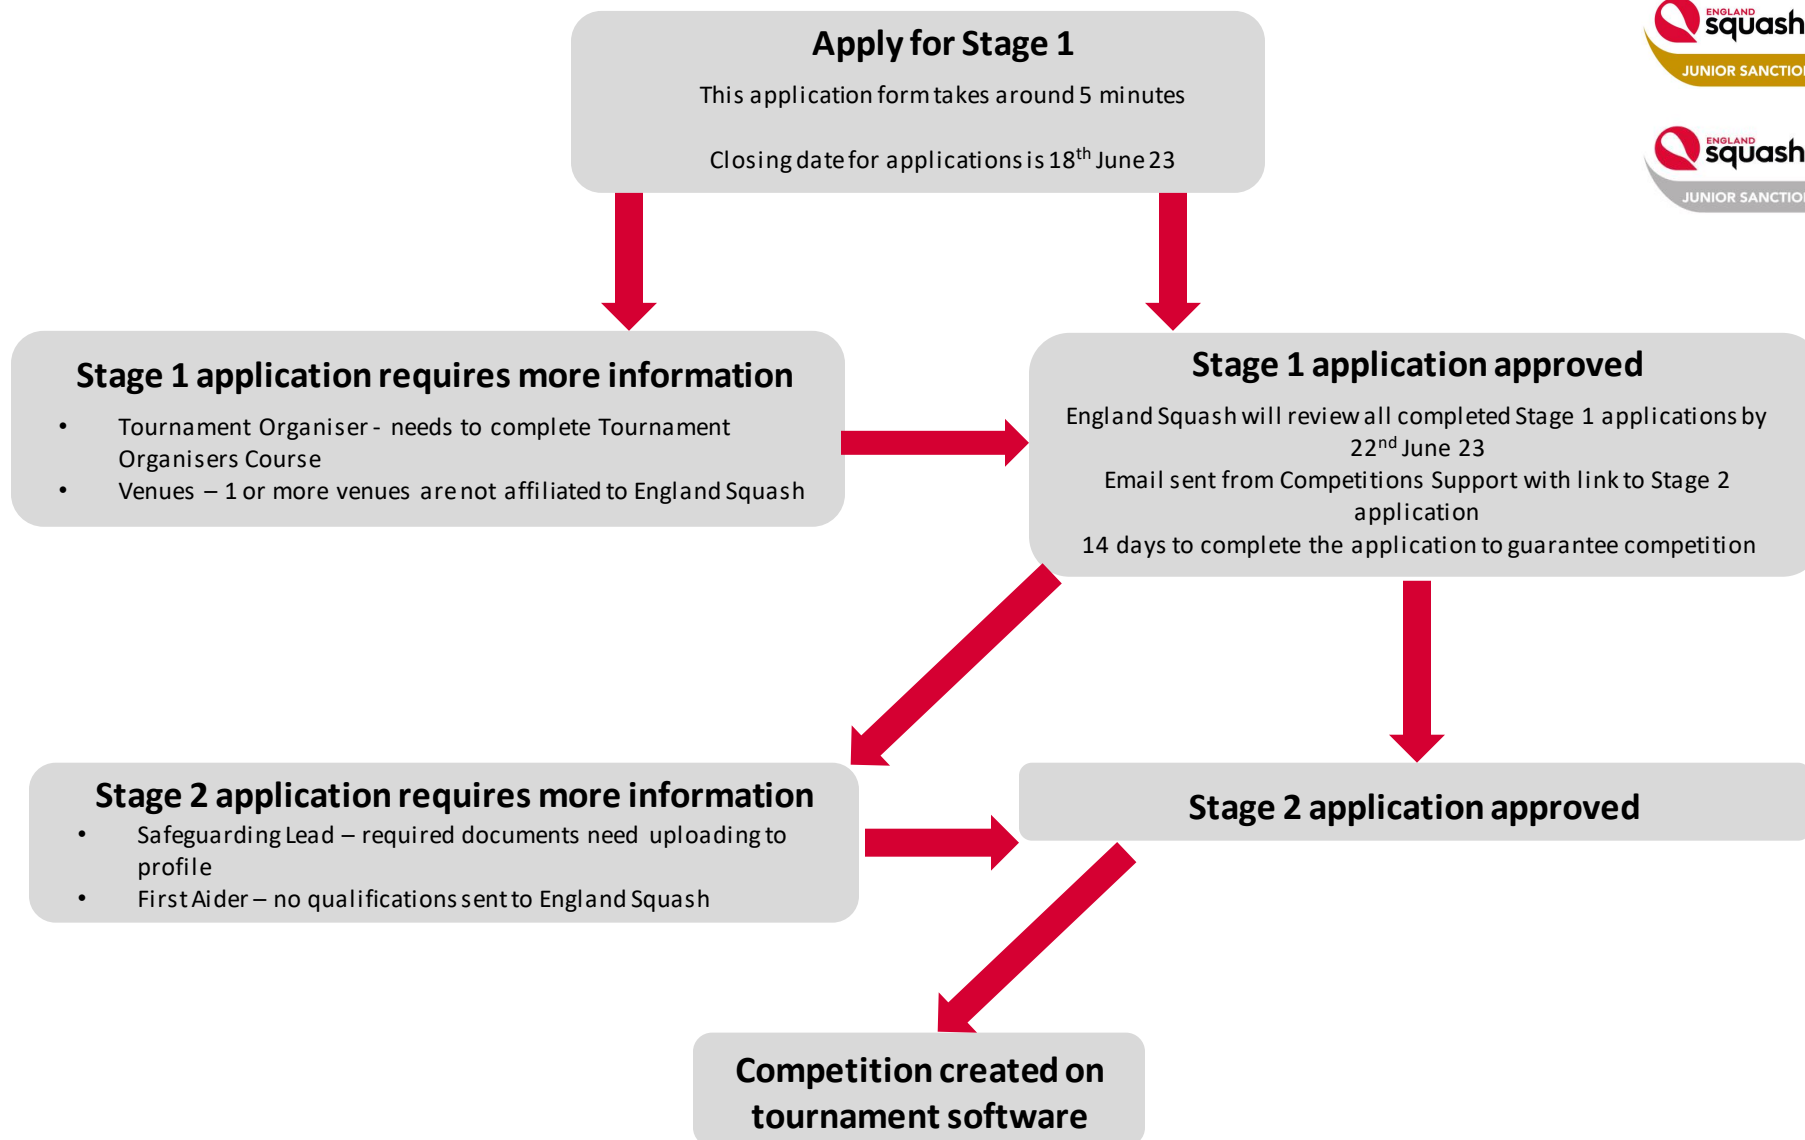 Apply for Stage 1
This application form takes around 5 minutes
Closing date for applications is 18th June 23
ENGLAND
squash
JUNIOR SANCTIO
ENGLAND
squash
JUNIOR SANCTIO
Stage 1 application requires more information
• Tournament Organiser - needs to complete Tournament
Organisers Course
• Venues – 1 or more venues are not affiliated to England Squash
Stage 1 application approved
England Squash will review all completed Stage 1 applications by
22nd June 23
Email sent from Competitions Support with link to Stage 2
application
14 days to complete the application to guarantee competition
Stage 2 application requires more information
• Safeguarding Lead – required documents need uploading to
profile
• First Aider – no qualifications sent to England Squash
Stage 2 application approved
Competition created on
tournament software